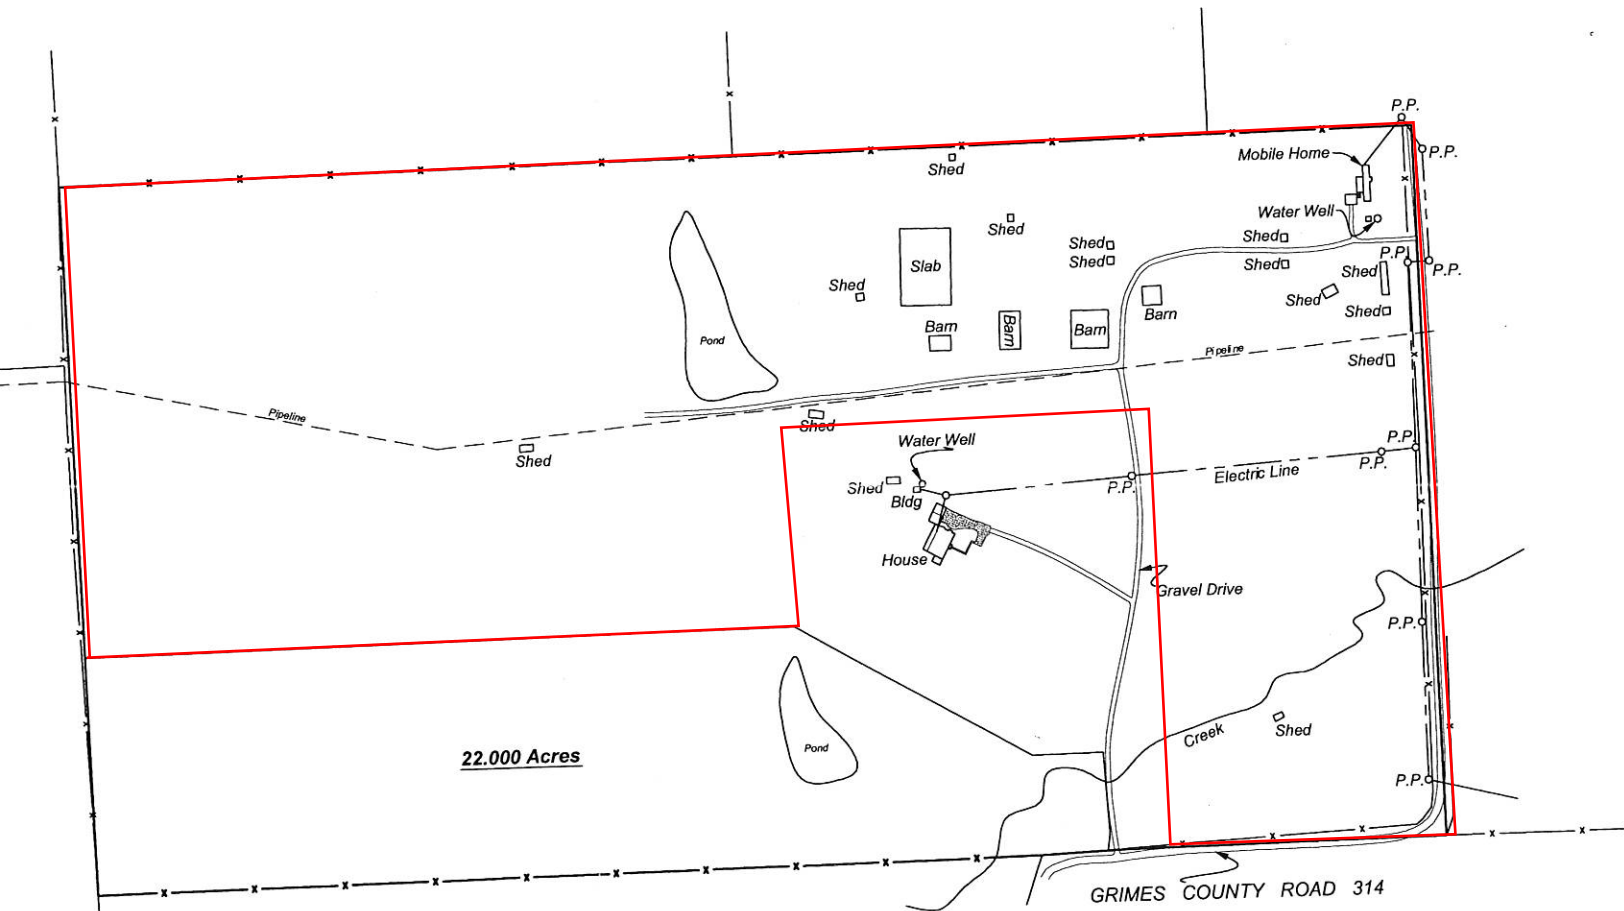 P.P.
Mobile Home
P.P.
Shed
Water Well
Shed
Shed
Shed
Shed
Slab
P.P.
P.P.
Shed
Shed
Shed
Shed
Shed
Barn
Barn
Barn
Barn
Pond
Pipeline
Shed
Pipeline
Shed
Shed
Water Well
P.P.
P.P.
Electric Line
Shed
Bldg
P.P.
House
Gravel Drive
P.P.
Creek
Shed
Pond
22.000 Acres
P.P.
GRIMES COUNTY ROAD 314